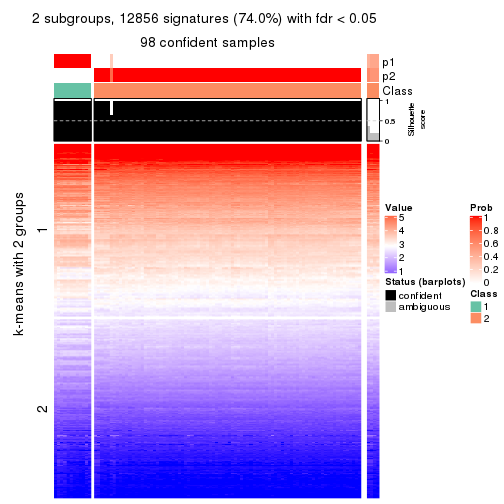 2 subgroups, 12856 signatures (74.0%) with fdr < 0.05
98 confident samples
p1
p2
Class
1
0.5
0
Silhouette
score
k-means with 2 groups
1
2
Value
5
4
3
2
1
Status (barplots)
confident
ambiguous
Prob
1
0.8
0.6
0.4
0.2
0
Class
1
2